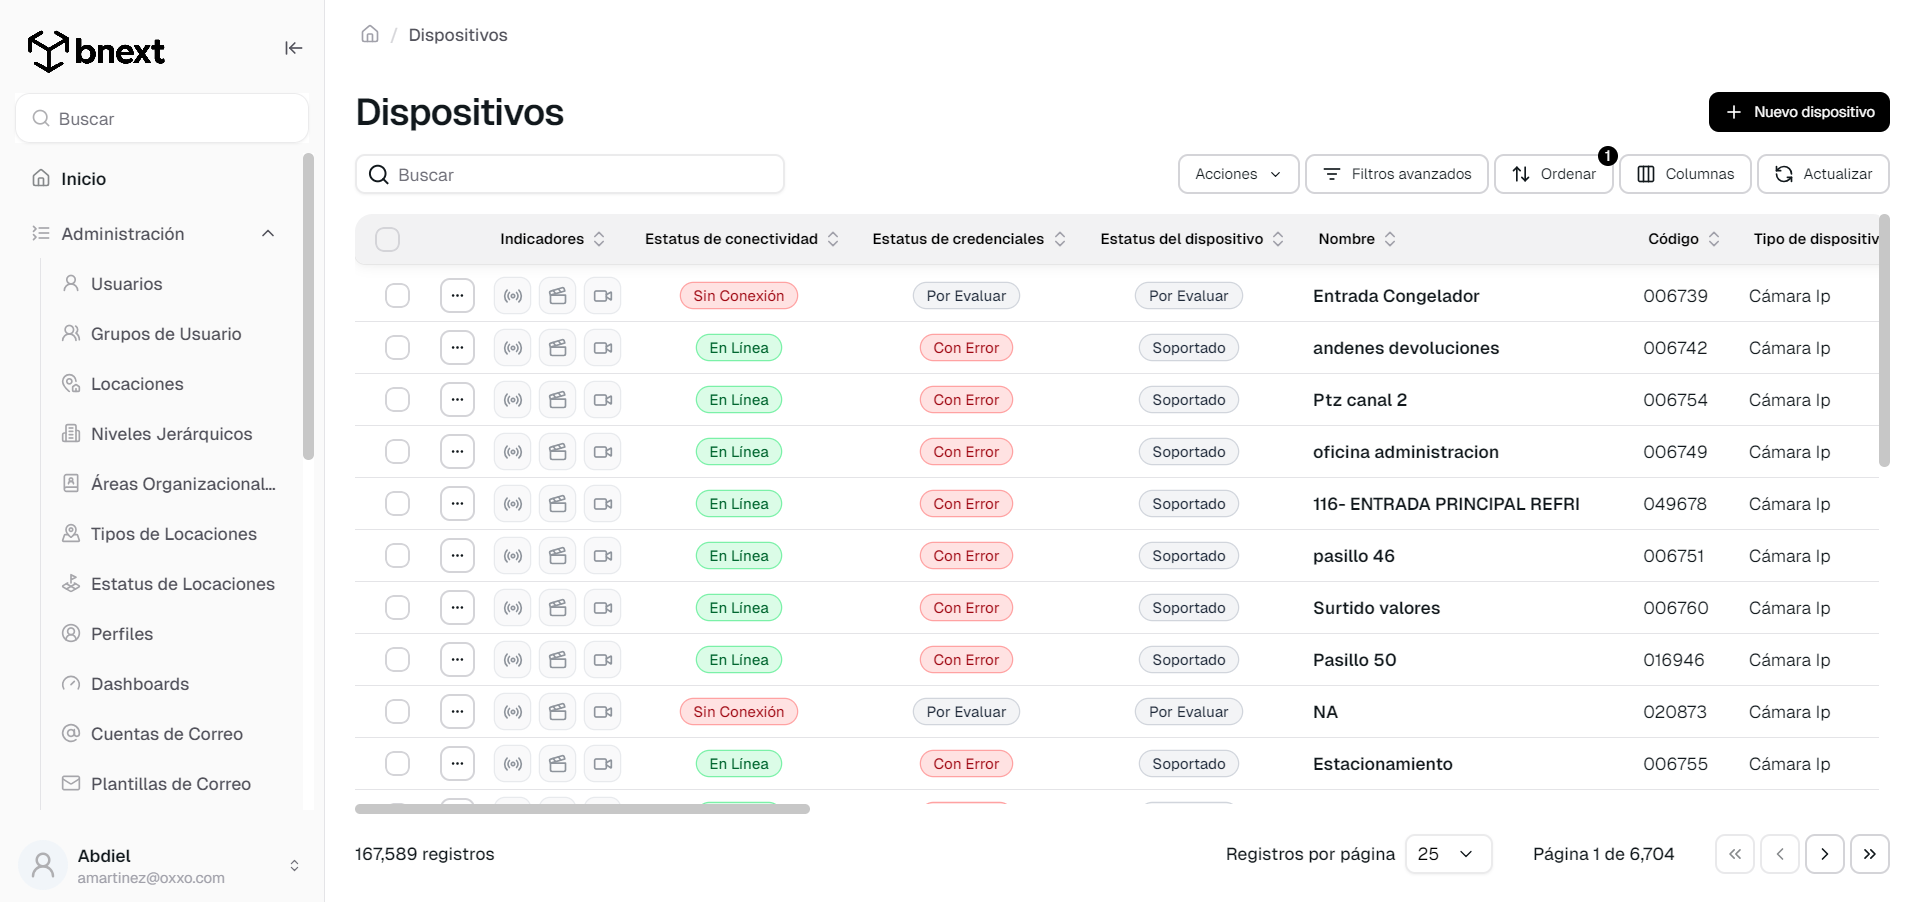 bnext
Buscar
Inicio
Administración
Usuarios
Grupos de Usuario
Locaciones
Niveles Jerárquicos
Áreas Organizacional...
Tipos de Locaciones
Estatus de Locaciones
Perfiles
Dashboards
Cuentas de Correo
Plantillas de Correo
Abdiel
amartinez@oxxo.com
/ Dispositivos
Dispositivos
+ Nuevo dispositivo
Buscar
Acciones Filtros avanzados Ordenar 1 Columnas Actualizar
Indicadores Estatus de conectividad Estatus de credenciales Estatus del dispositivo Nombre Código Tipo de dispositiv
Sin Conexión Por Evaluar Por Evaluar Entrada Congelador 006739 Cámara Ip
En Línea Con Error Soportado andenes devoluciones 006742 Cámara Ip
En Línea Con Error Soportado Ptz canal 2 006754 Cámara Ip
En Línea Con Error Soportado oficina administracion 006749 Cámara Ip
En Línea Con Error Soportado 116- ENTRADA PRINCIPAL REFRI 049678 Cámara Ip
En Línea Con Error Soportado pasillo 46 006751 Cámara Ip
En Línea Con Error Soportado Surtido valores 006760 Cámara Ip
En Línea Con Error Soportado Pasillo 50 016946 Cámara Ip
Sin Conexión Por Evaluar Por Evaluar NA 020873 Cámara Ip
En Línea Con Error Soportado Estacionamiento 006755 Cámara Ip
167,589 registros Registros por página 25 Página 1 de 6,704